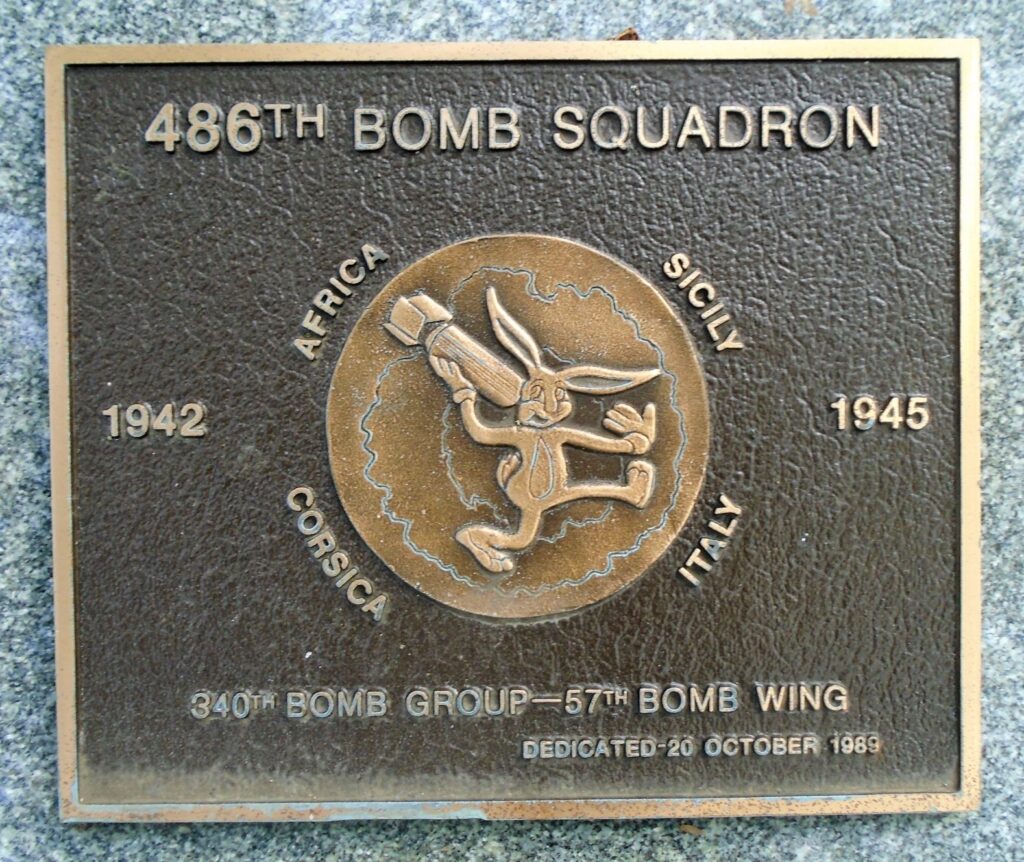 486TH BOMB SQUADRON
AFRICA
SICILY
1942
1945
CORSICA
ITALY
340TH BOMB GROUP—57TH BOMB WING
DEDICATED-20 OCTOBER 1989